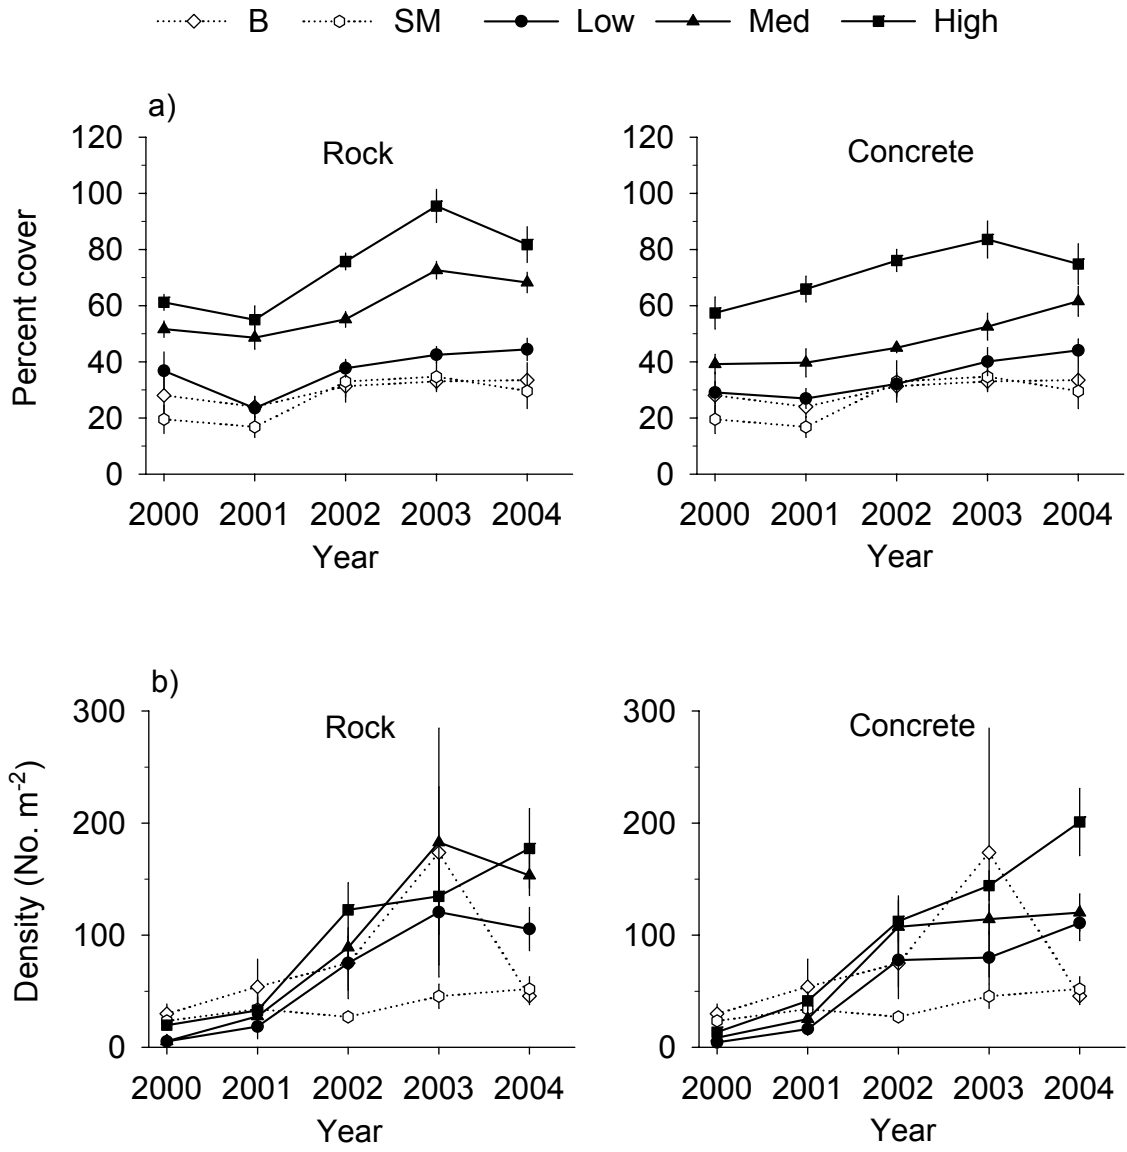 B SM Low Med High
a)
Rock Concrete
Percent cover
120 120
100 100
80 80
60 60
40 40
20 20
0 0
2000 2001 2002 2003 2004 2000 2001 2002 2003 2004
Year Year
b)
Rock Concrete
Density (No. m-2)
300 300
200 200
100 100
0 0
2000 2001 2002 2003 2004 2000 2001 2002 2003 2004
Year Year